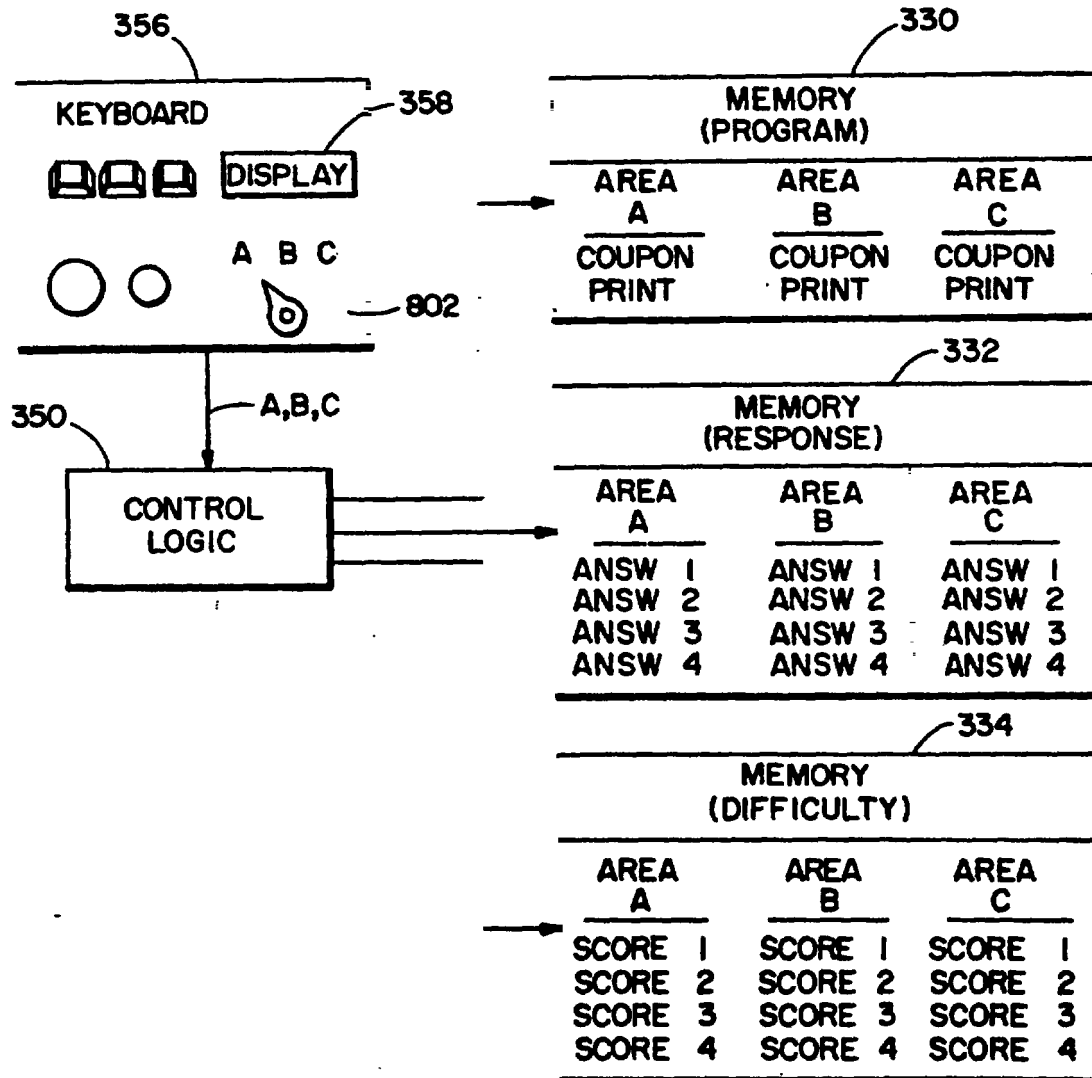 356
KEYBOARD
358
DISPLAY
A B C
802
A,B,C
350
CONTROL
LOGIC
330
MEMORY
(PROGRAM)
AREA AREA AREA
A B C
COUPON COUPON COUPON
PRINT PRINT PRINT
332
MEMORY
(RESPONSE)
AREA AREA AREA
A B C
ANSW 1 ANSW 1 ANSW 1
ANSW 2 ANSW 2 ANSW 2
ANSW 3 ANSW 3 ANSW 3
ANSW 4 ANSW 4 ANSW 4
334
MEMORY
(DIFFICULTY)
AREA AREA AREA
A B C
SCORE 1 SCORE 1 SCORE 1
SCORE 2 SCORE 2 SCORE 2
SCORE 3 SCORE 3 SCORE 3
SCORE 4 SCORE 4 SCORE 4